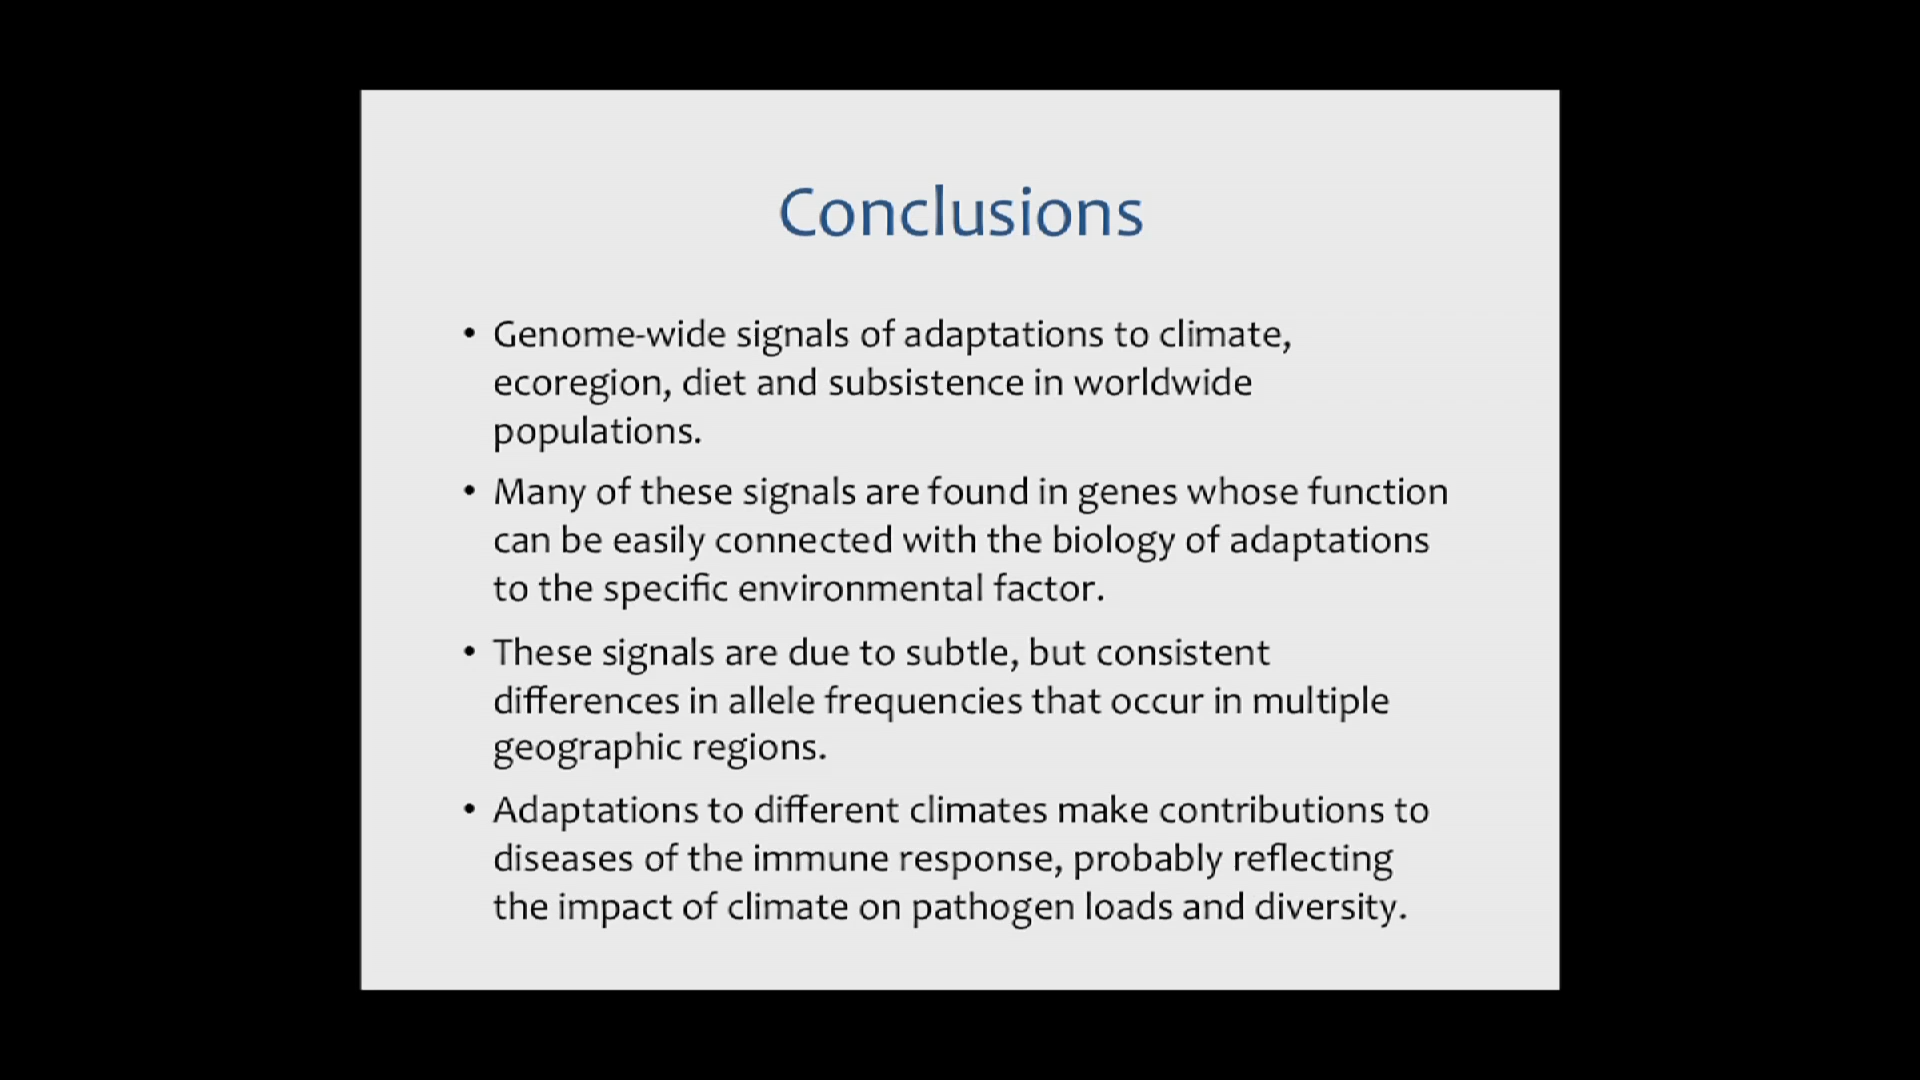 Conclusions
• Genome-wide signals of adaptations to climate,
ecoregion, diet and subsistence in worldwide
populations.
• Many of these signals are found in genes whose function
can be easily connected with the biology of adaptations
to the specific environmental factor.
• These signals are due to subtle, but consistent
differences in allele frequencies that occur in multiple
geographic regions.
• Adaptations to different climates make contributions to
diseases of the immune response, probably reflecting
the impact of climate on pathogen loads and diversity.